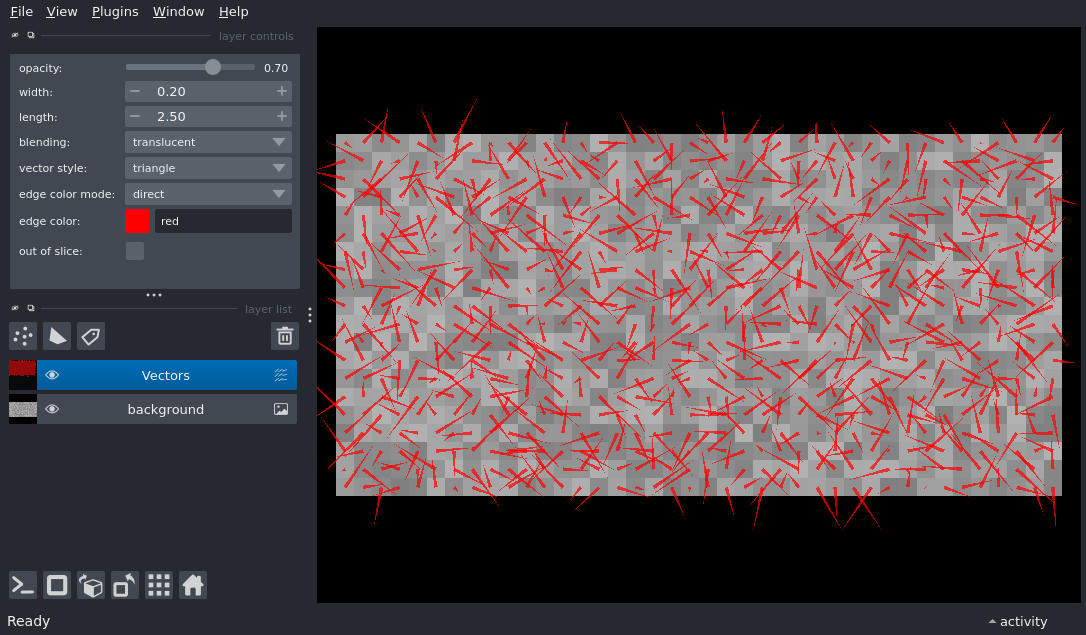 File View Plugins Window Help
layer controls
opacity: 0.70
width: 0.20
length: 2.50
blending: translucent
vector style: triangle
edge color mode: direct
edge color: red
out of slice:
layer list
Vectors
background
Ready activity